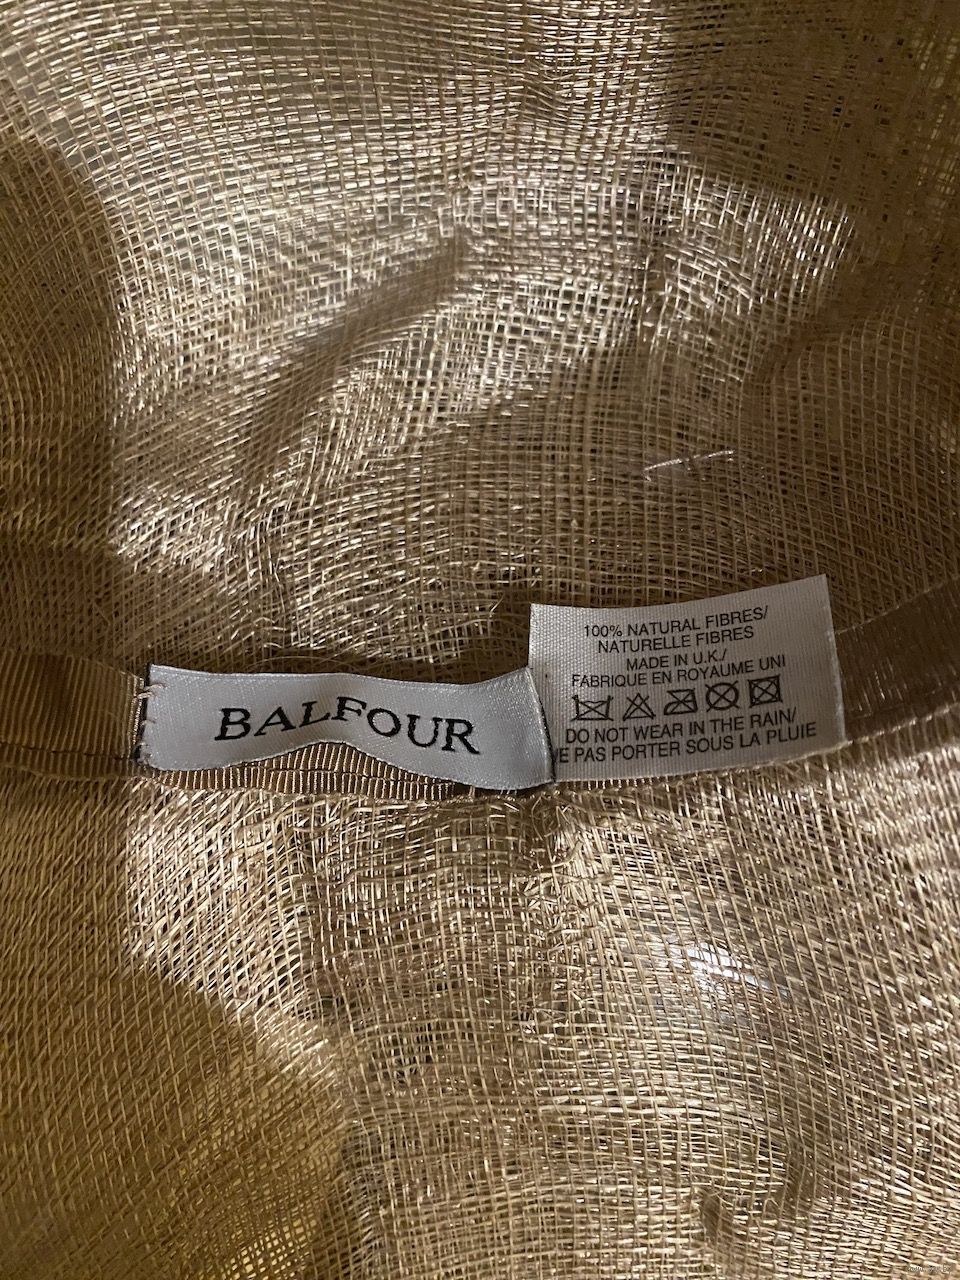 BALFOUR
100% NATURAL FIBRES/
NATURELLE FIBRES
MADE IN U.K./
FABRIQUE EN ROYAUME UNI
DO NOT WEAR IN THE RAIN/
PAS PORTER SOUS LA PLUIE